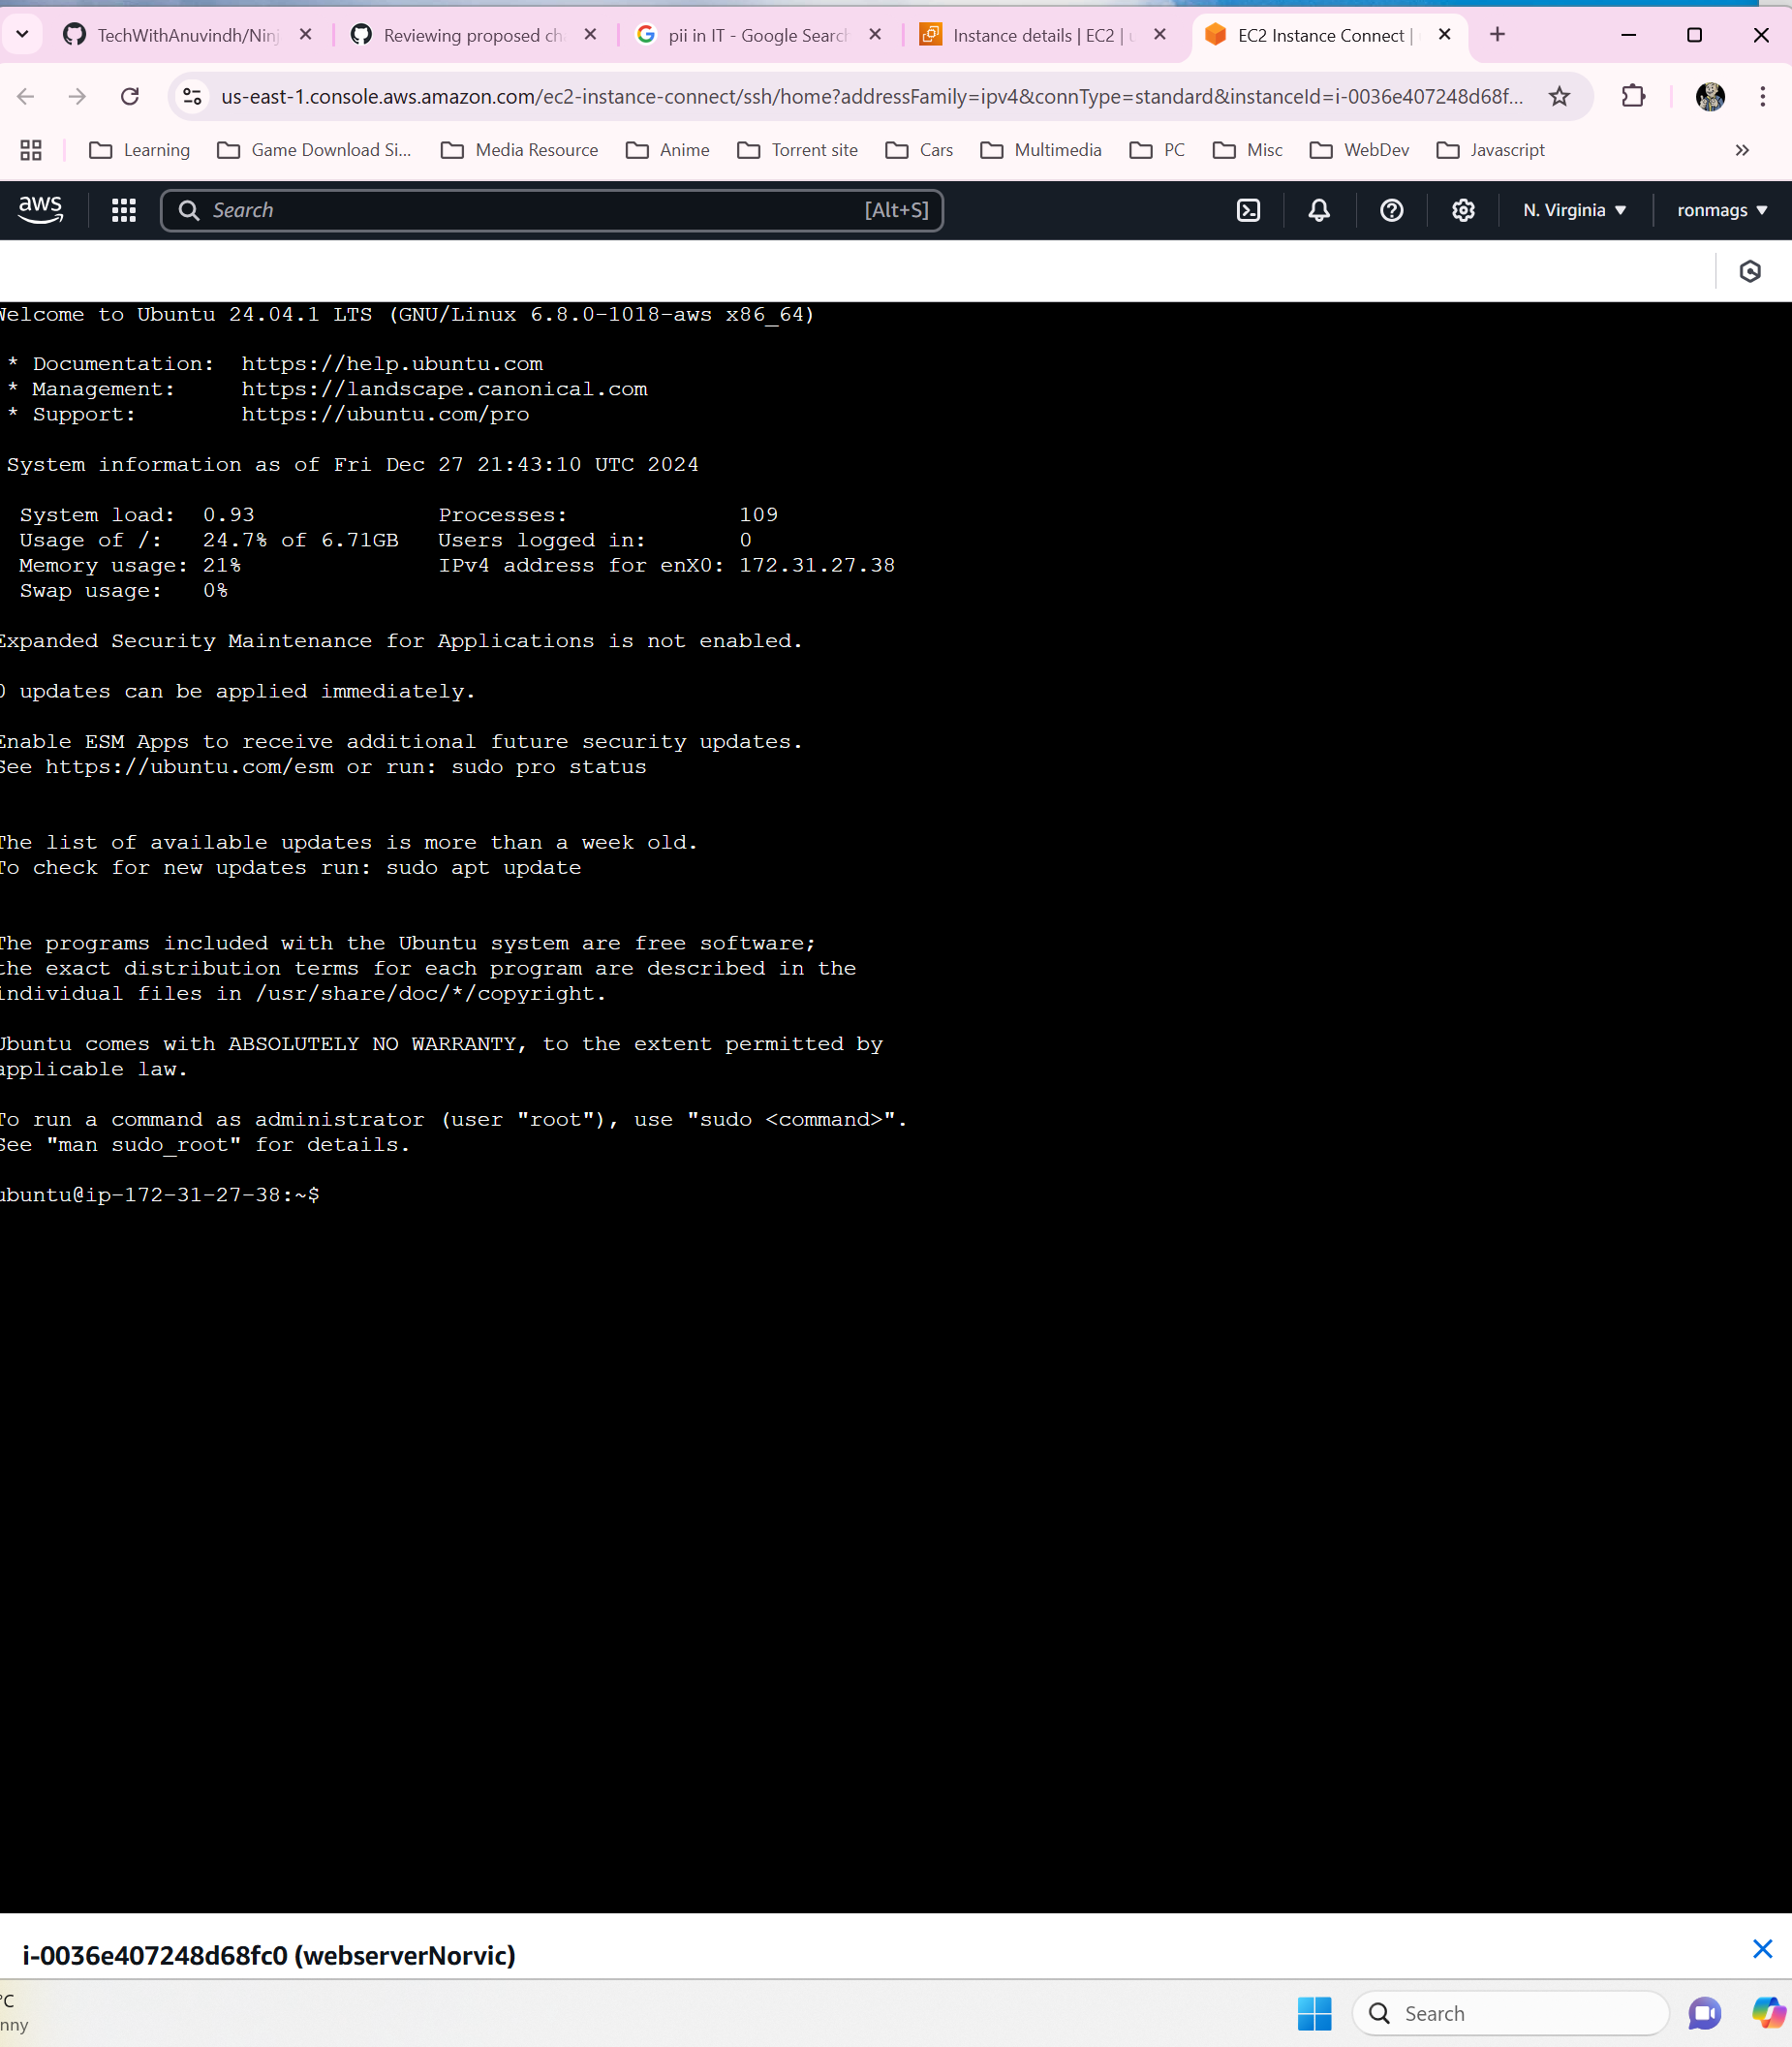 TechWithAnuvindh/Ninj
Reviewing proposed ch
pii in IT - Google Search
Instance details | EC2 | u
EC2 Instance Connect |
us-east-1.console.aws.amazon.com/ec2-instance-connect/ssh/home?addressFamily=ipv4&connType=standard&instanceId=i-0036e407248d68f...
Learning
Game Download Si...
Media Resource
Anime
Torrent site
Cars
Multimedia
PC
Misc
WebDev
Javascript
aws
Search
[Alt+S]
N. Virginia
ronmags
Welcome to Ubuntu 24.04.1 LTS (GNU/Linux 6.8.0-1018-aws x86_64)
* Documentation:  https://help.ubuntu.com
* Management:     https://landscape.canonical.com
* Support:        https://ubuntu.com/pro
System information as of Fri Dec 27 21:43:10 UTC 2024
System load:  0.93              Processes:             109
Usage of /:   24.7% of 6.71GB   Users logged in:       0
Memory usage: 21%               IPv4 address for enX0: 172.31.27.38
Swap usage:   0%
Expanded Security Maintenance for Applications is not enabled.
0 updates can be applied immediately.
Enable ESM Apps to receive additional future security updates.
See https://ubuntu.com/esm or run: sudo pro status
The list of available updates is more than a week old.
To check for new updates run: sudo apt update
The programs included with the Ubuntu system are free software;
the exact distribution terms for each program are described in the
individual files in /usr/share/doc/*/copyright.
Ubuntu comes with ABSOLUTELY NO WARRANTY, to the extent permitted by
applicable law.
To run a command as administrator (user "root"), use "sudo <command>".
See "man sudo_root" for details.
ubuntu@ip-172-31-27-38:~$
i-0036e407248d68fc0 (webserverNorvic)
°C
nny
Search